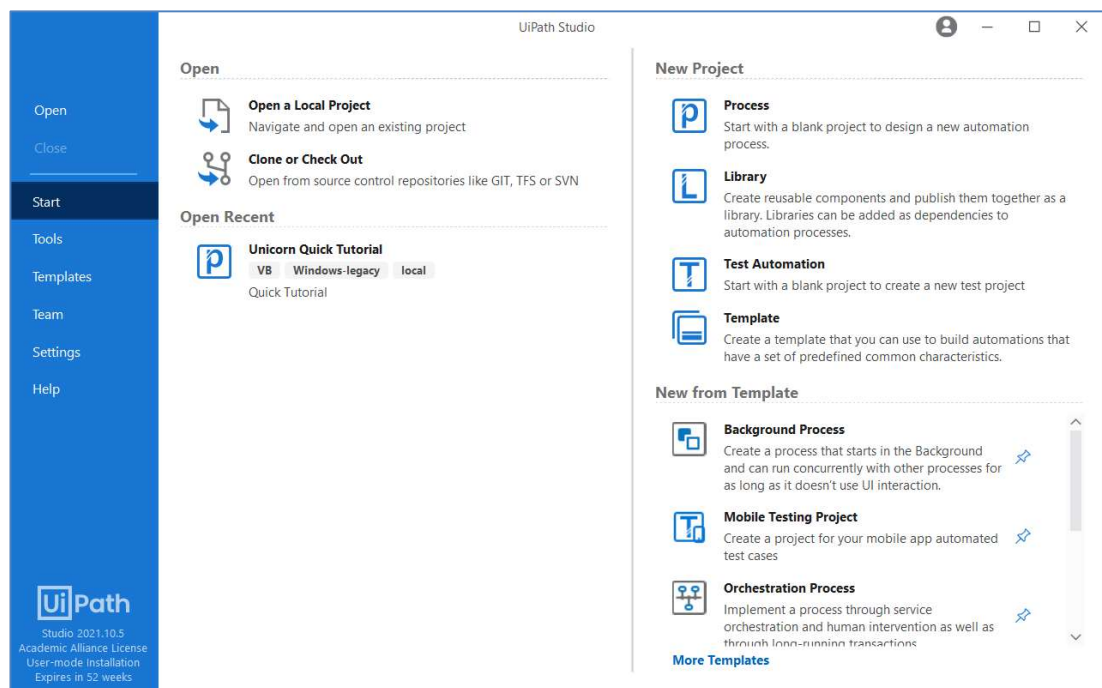 UiPath Studio
Open
Close
Start
Tools
Templates
Team
Settings
Help
UiPath
Studio 2021.10.5
Academic Alliance License
User-mode Installation
Expires in 52 weeks
Open
Open a Local Project
Navigate and open an existing project
Clone or Check Out
Open from source control repositories like GIT, TFS or SVN
Open Recent
Unicorn Quick Tutorial
VB Windows-legacy local
Quick Tutorial
New Project
Process
Start with a blank project to design a new automation
process.
Library
Create reusable components and publish them together as a
library. Libraries can be added as dependencies to
automation processes.
Test Automation
Start with a blank project to create a new test project
Template
Create a template that you can use to build automations that
have a set of predefined common characteristics.
New from Template
Background Process
Create a process that starts in the Background
and can run concurrently with other processes for
as long as it doesn't use UI interaction.
Mobile Testing Project
Create a project for your mobile app automated
test cases
Orchestration Process
Implement a process through service
orchestration and human intervention as well as
through long-running transactions
More Templates